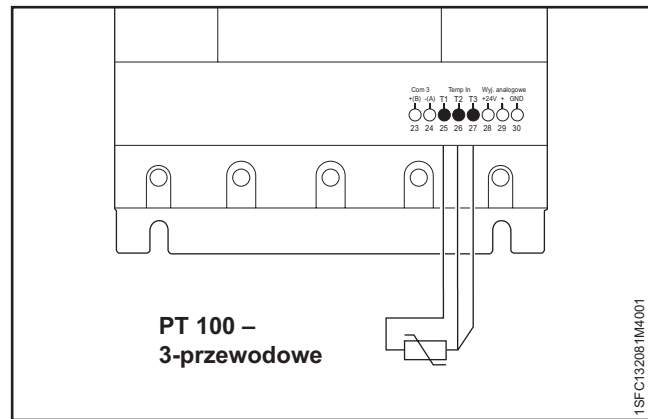 Com 3 Temp In Wyj. analogowe
+(B) -(A) T1 T2 T3 +24V + GND
23 24 25 26 27 28 29 30
PT 100 –
3-przewodowe
1SFC132081M4001